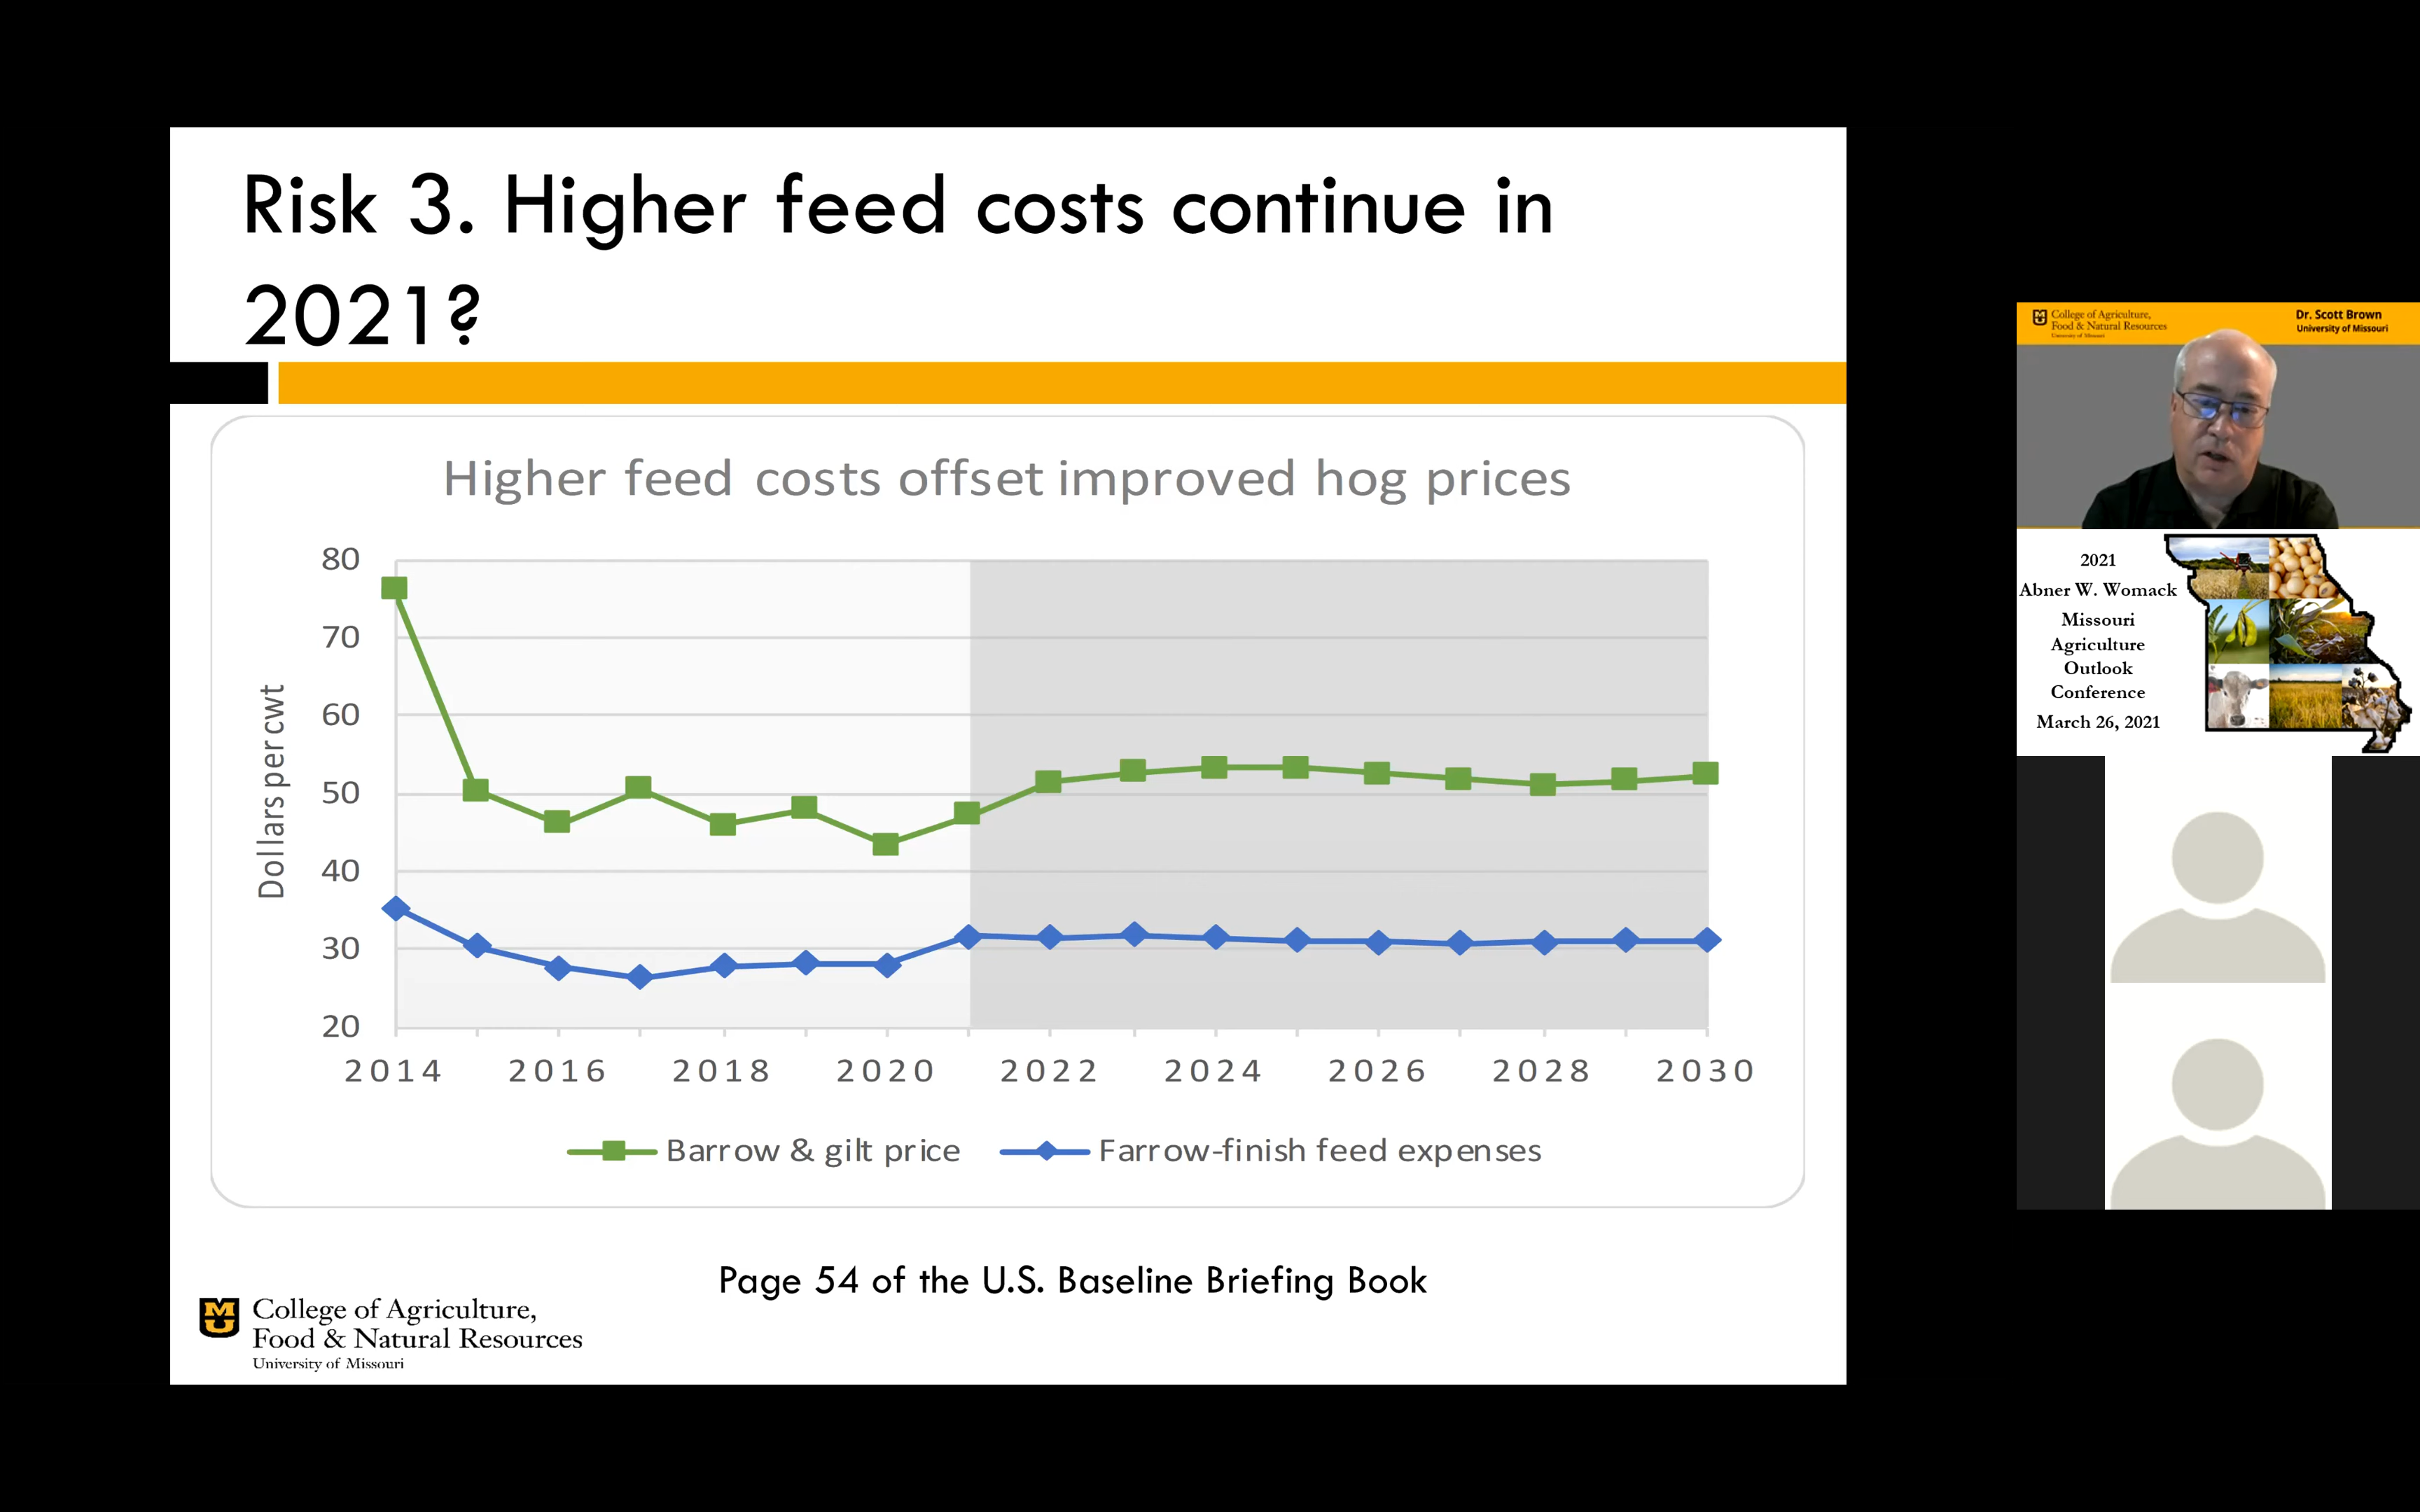 Risk 3. Higher feed costs continue in
2021?
Higher feed costs offset improved hog prices
Dollars per cwt
80
70
60
50
40
30
20
2014 2016 2018 2020 2022 2024 2026 2028 2030
Barrow & gilt price Farrow-finish feed expenses
Page 54 of the U.S. Baseline Briefing Book
College of Agriculture,
Food & Natural Resources
University of Missouri
College of Agriculture,
Food & Natural Resources
University of Missouri
Dr. Scott Brown
University of Missouri
2021
Abner W. Womack
Missouri
Agriculture
Outlook
Conference
March 26, 2021